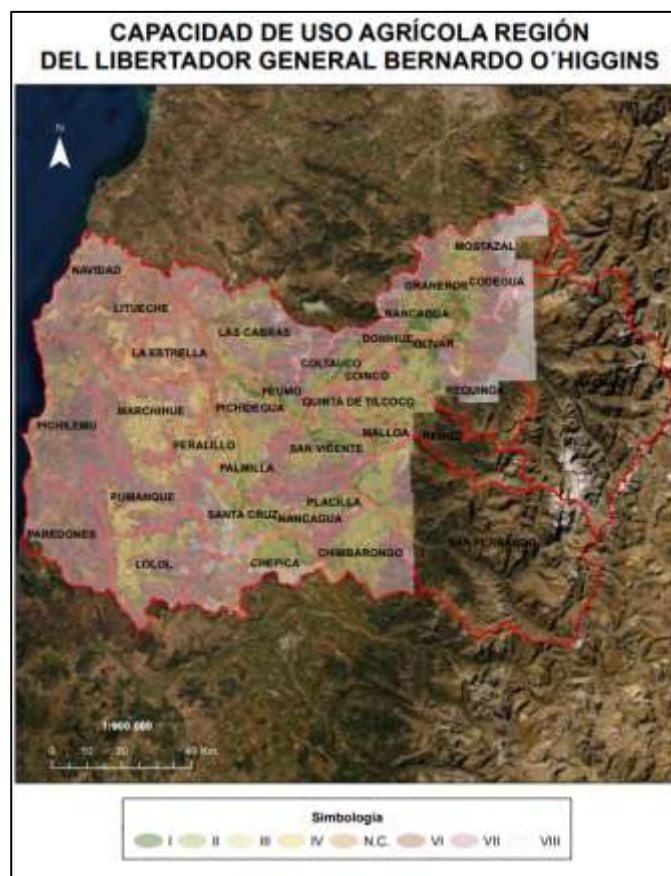 CAPACIDAD DE USO AGRÍCOLA REGIÓN
DEL LIBERTADOR GENERAL BERNARDO O´HIGGINS
N
MOSTAZAL
NAVIDAD
GRANEROS CODEGUA
LITUECHE
RANCAGUA
LAS CABRAS
DOÑIHUE OLIVAR
LA ESTRELLA
COLTAUCO
COINCO
PEUMO
REQUINOA
MARCHIHUE
PICHIDEGUA
QUINTA DE TILCOCO
PICHILEMU
MALLOA
RENGO
PERALILLO
SAN VICENTE
PALMILLA
PUMANQUE
PLACILLA
SANTA CRUZ
NANCAGUA
PAREDONES
SAN FERNANDO
CHIMBARONGO
LOLOL
CHEPICA
1:900.000
0 10 20 40 Km
Simbología
I II III IV N.C. VI VII VIII